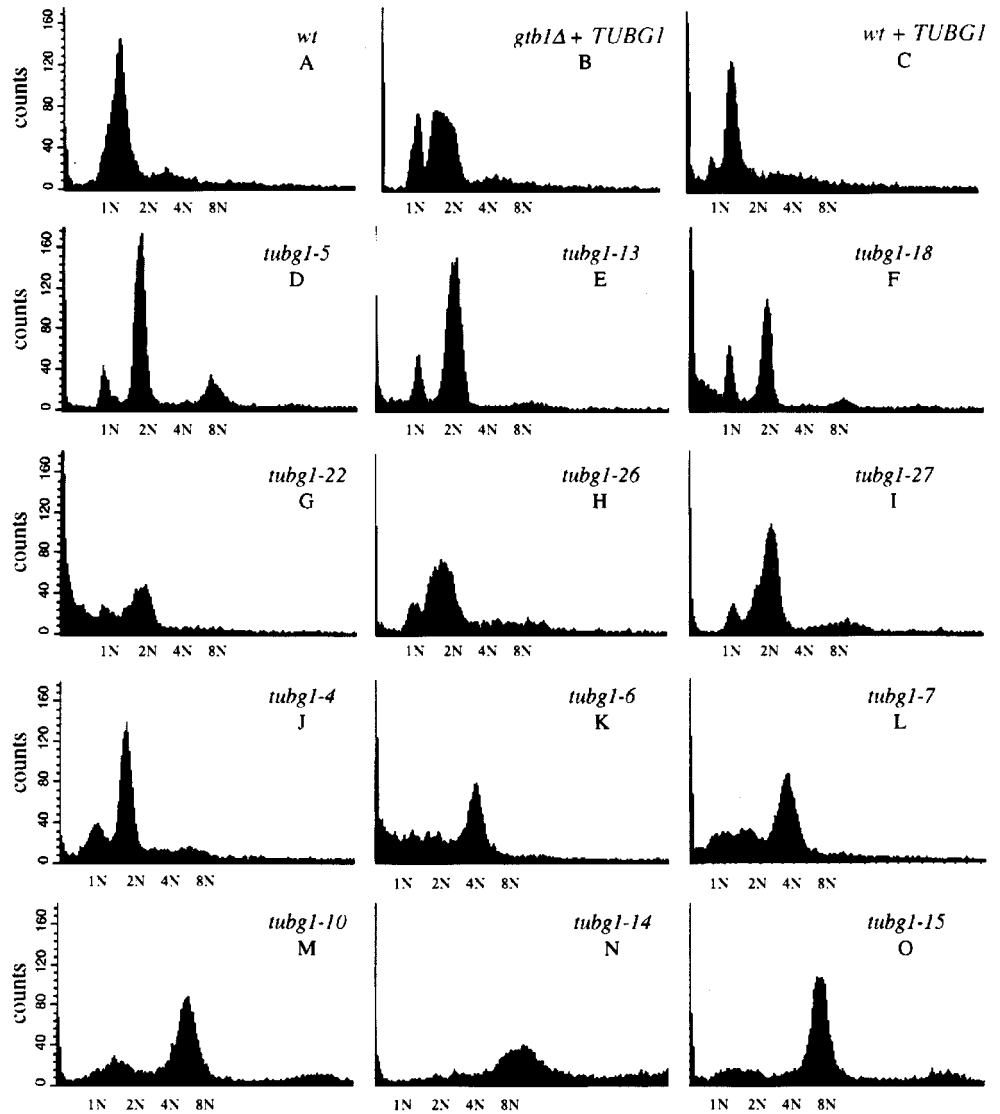 160 120 80 40 0
counts
wt
A
gtb1Δ + TUBG1
B
wt + TUBG1
C
1N 2N 4N 8N
1N 2N 4N 8N
1N 2N 4N 8N
160 120 80 40 0
counts
tubg1-5
D
tubg1-13
E
tubg1-18
F
1N 2N 4N 8N
1N 2N 4N 8N
1N 2N 4N 8N
160 120 80 40 0
counts
tubg1-22
G
tubg1-26
H
tubg1-27
I
1N 2N 4N 8N
1N 2N 4N 8N
1N 2N 4N 8N
160 120 80 40 0
counts
tubg1-4
J
tubg1-6
K
tubg1-7
L
1N 2N 4N 8N
1N 2N 4N 8N
1N 2N 4N 8N
160 120 80 40 0
counts
tubg1-10
M
tubg1-14
N
tubg1-15
O
1N 2N 4N 8N
1N 2N 4N 8N
1N 2N 4N 8N